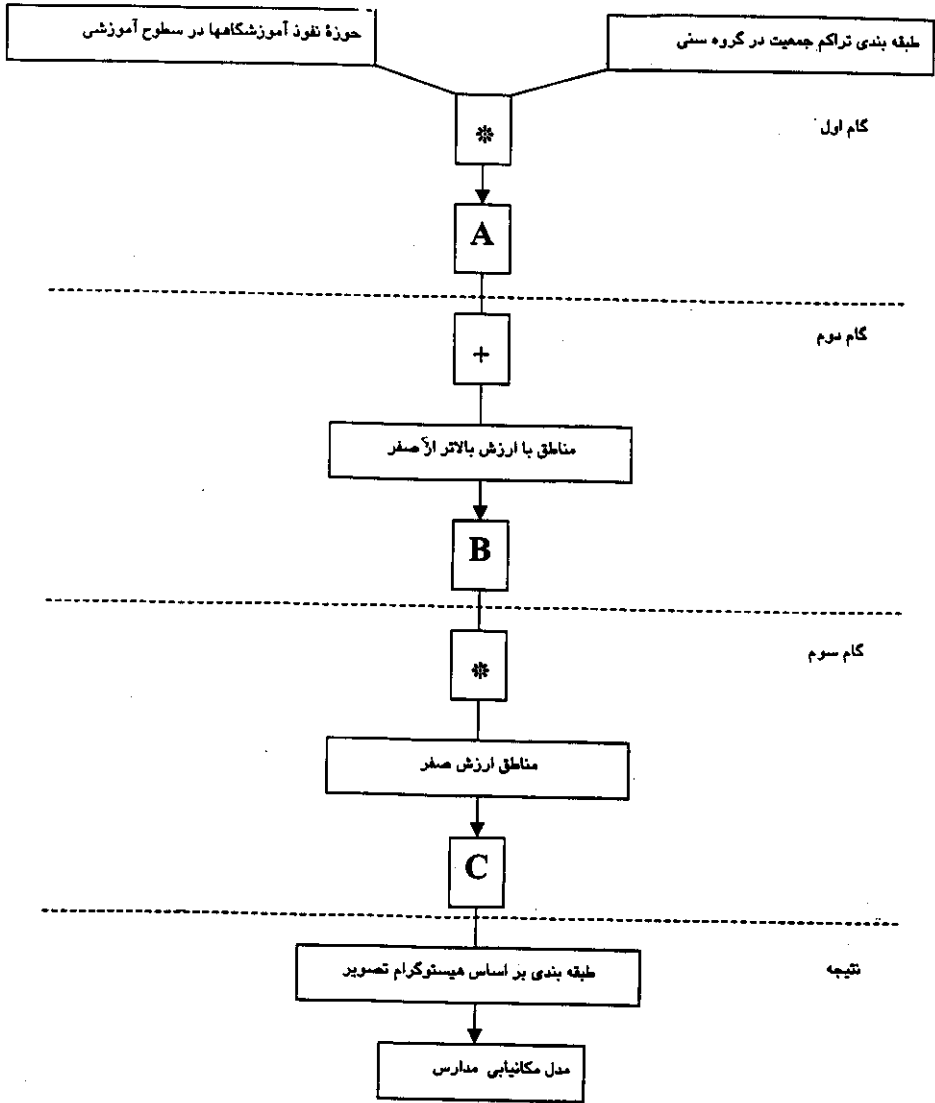 طبقه بندی تراکم جمعیت در گروه سنی
حوزهٔ نفوذ آموزشگاهها در سطوح آموزشی
گام اول
*
A
گام دوم
+
مناطق با ارزش بالاتر از صفر
B
گام سوم
*
مناطق ارزش صفر
C
نتیجه
طبقه بندی بر اساس هیستوگرام تصویر
مدل مکانیابی مدارس